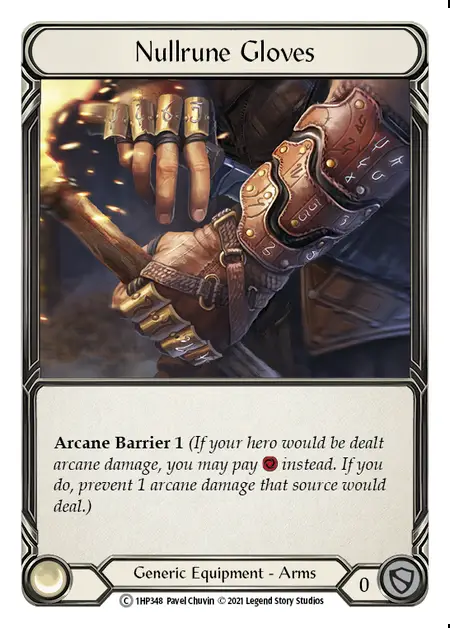 Nullrune Gloves
Arcane Barrier 1 (If your hero would be dealt
arcane damage, you may pay instead. If you
do, prevent 1 arcane damage that source would
deal.)
Generic Equipment - Arms
0
C 1HP348 Pavel Chuvin © 2021 Legend Story Studios